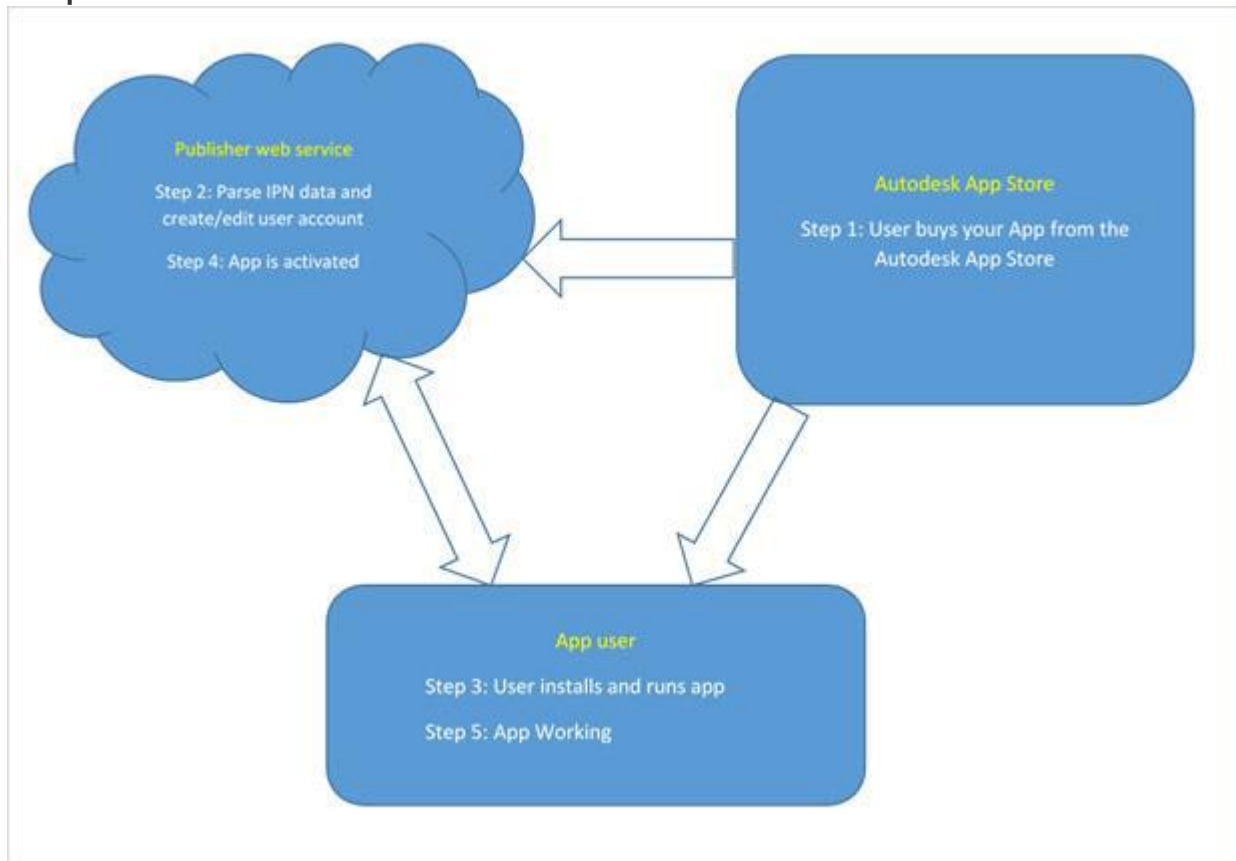 Publisher web service
Step 2: Parse IPN data and
create/edit user account
Step 4: App is activated
Autodesk App Store
Step 1: User buys your App from the
Autodesk App Store
App user
Step 3: User installs and runs app
Step 5: App Working